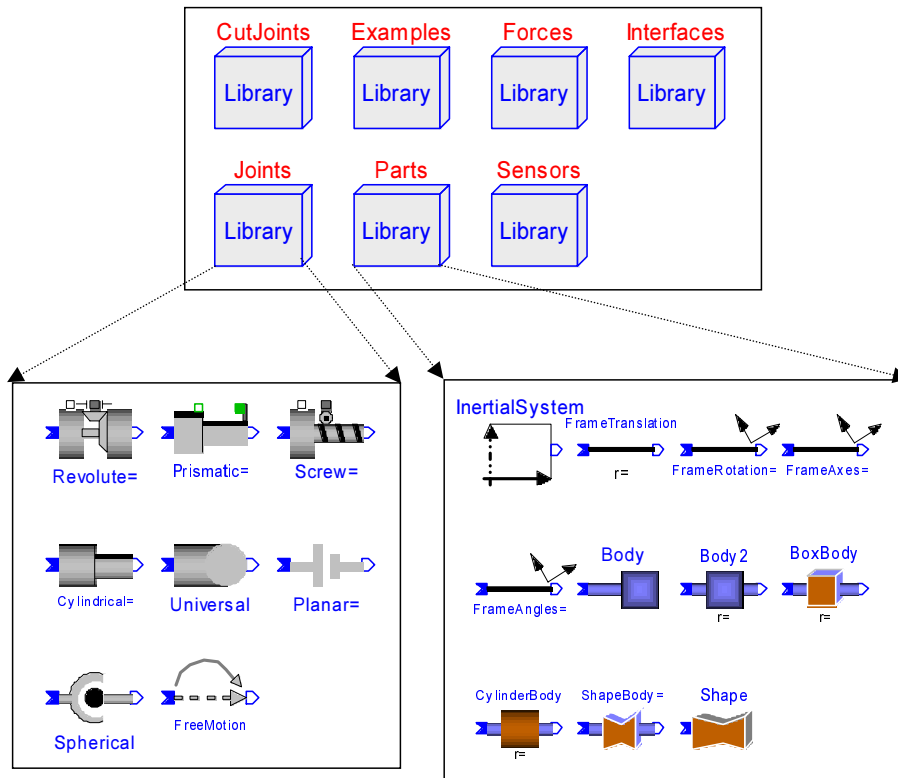 CutJoints Examples Forces Interfaces
Library Library Library Library
Joints Parts Sensors
Library Library Library
Revolute= Prismatic= Screw=
Cylindrical= Universal Planar=
Spherical FreeMotion
InertialSystem
FrameTranslation
r= FrameRotation= FrameAxes=
Body Body2 BoxBody
FrameAngles= r= r=
CylinderBody ShapeBody= Shape
r=